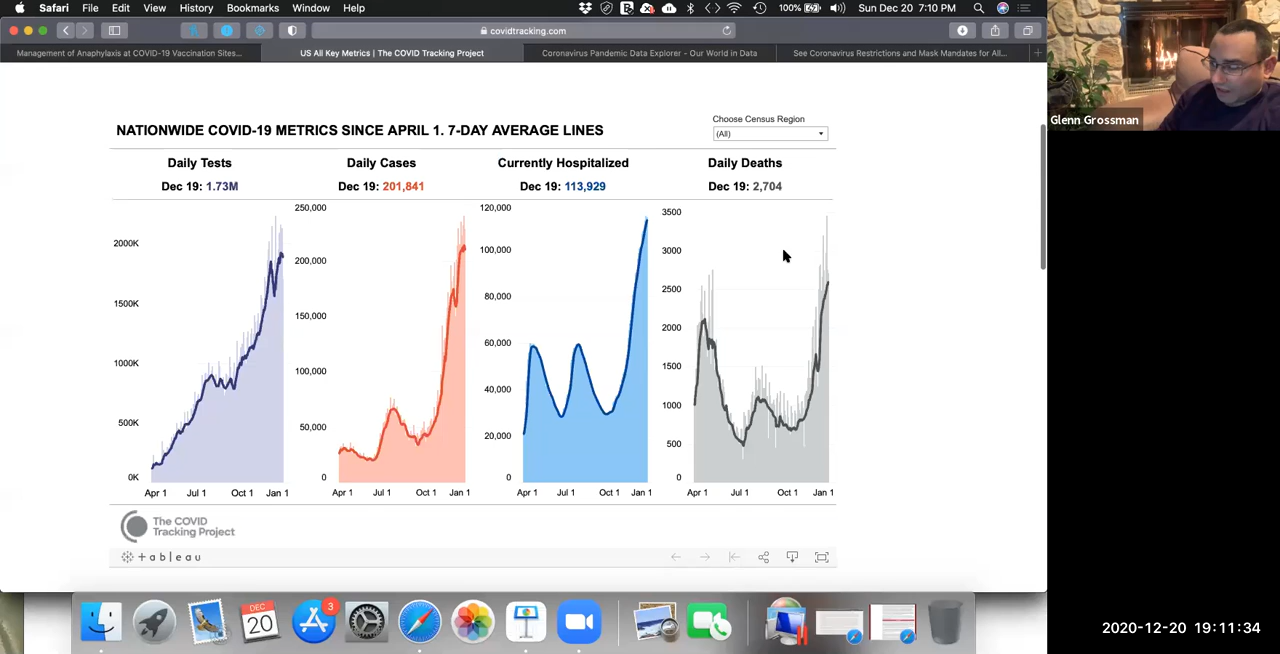 Safari File Edit View History Bookmarks Window Help 100% Sun Dec 20 7:10 PM
covidtracking.com
Management of Anaphylaxis at COVID-19 Vaccination Sites... US All Key Metrics | The COVID Tracking Project Coronavirus Pandemic Data Explorer - Our World in Data See Coronavirus Restrictions and Mask Mandates for All...
Glenn Grossman
Choose Census Region
(All)
NATIONWIDE COVID-19 METRICS SINCE APRIL 1. 7-DAY AVERAGE LINES
Daily Tests
Dec 19: 1.73M
2000K
1500K
1000K
500K
0K
Apr 1 Jul 1 Oct 1 Jan 1
Daily Cases
Dec 19: 201,841
250,000
200,000
150,000
100,000
50,000
0
Apr 1 Jul 1 Oct 1 Jan 1
Currently Hospitalized
Dec 19: 113,929
120,000
100,000
80,000
60,000
40,000
20,000
0
Apr 1 Jul 1 Oct 1 Jan 1
Daily Deaths
Dec 19: 2,704
3500
3000
2500
2000
1500
1000
500
0
Apr 1 Jul 1 Oct 1 Jan 1
The COVID
Tracking Project
tableau
DEC
20
3
2020-12-20 19:11:34